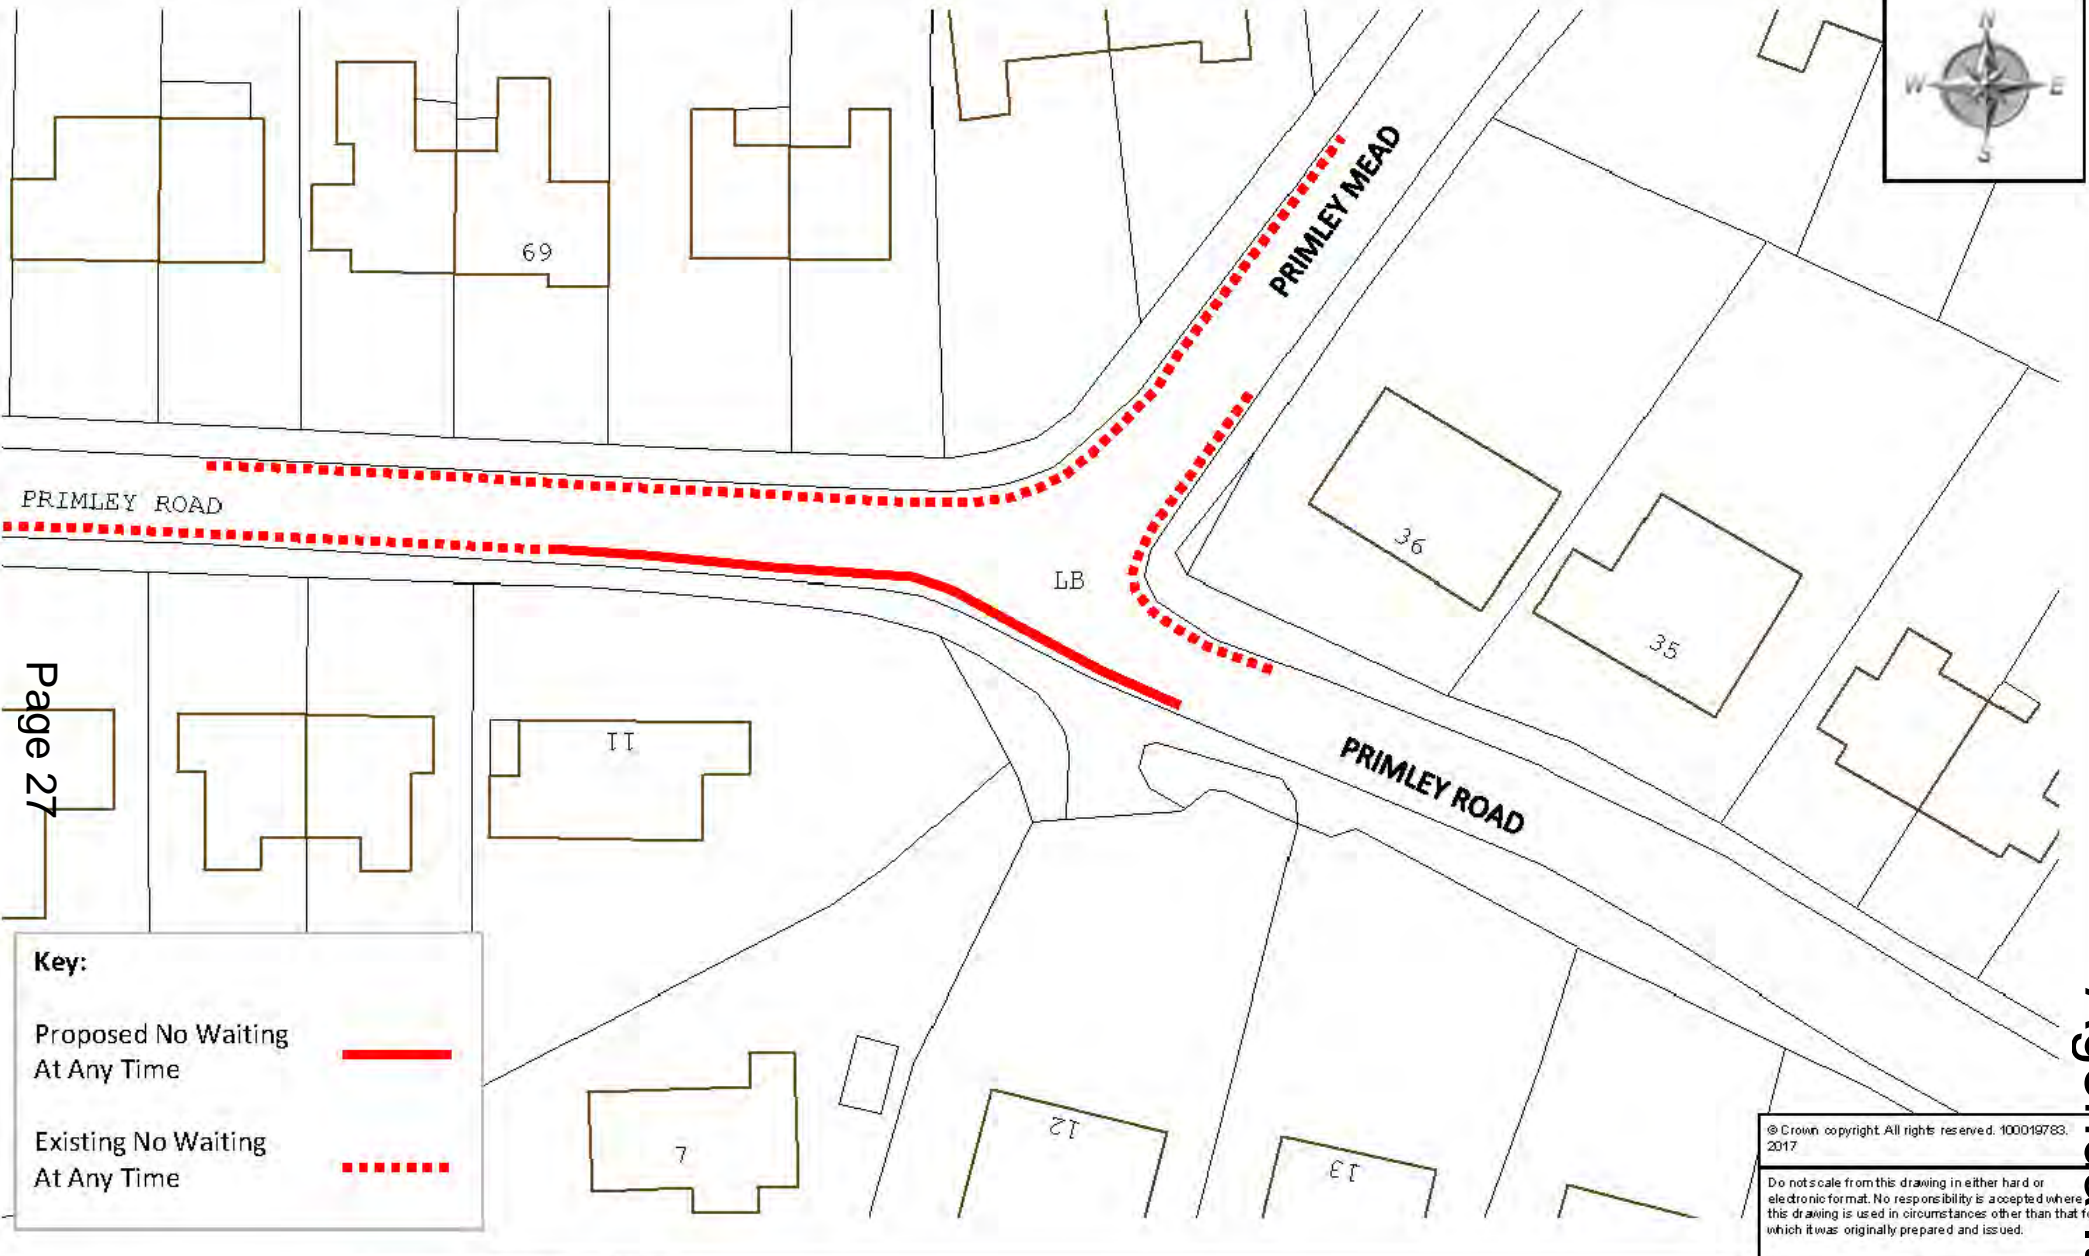 N
W E
S
PRIMLEY MEAD
69
PRIMLEY ROAD
36
LB
35
Page 27
11
PRIMLEY ROAD
Key:
Proposed No Waiting
At Any Time
Existing No Waiting
At Any Time
7
12
13
© Crown copyright. All rights reserved. 100019783.
2017
Do not scale from this drawing in either hard or
electronic format. No responsibility is accepted where
this drawing is used in circumstances other than that
which it was originally prepared and issued.